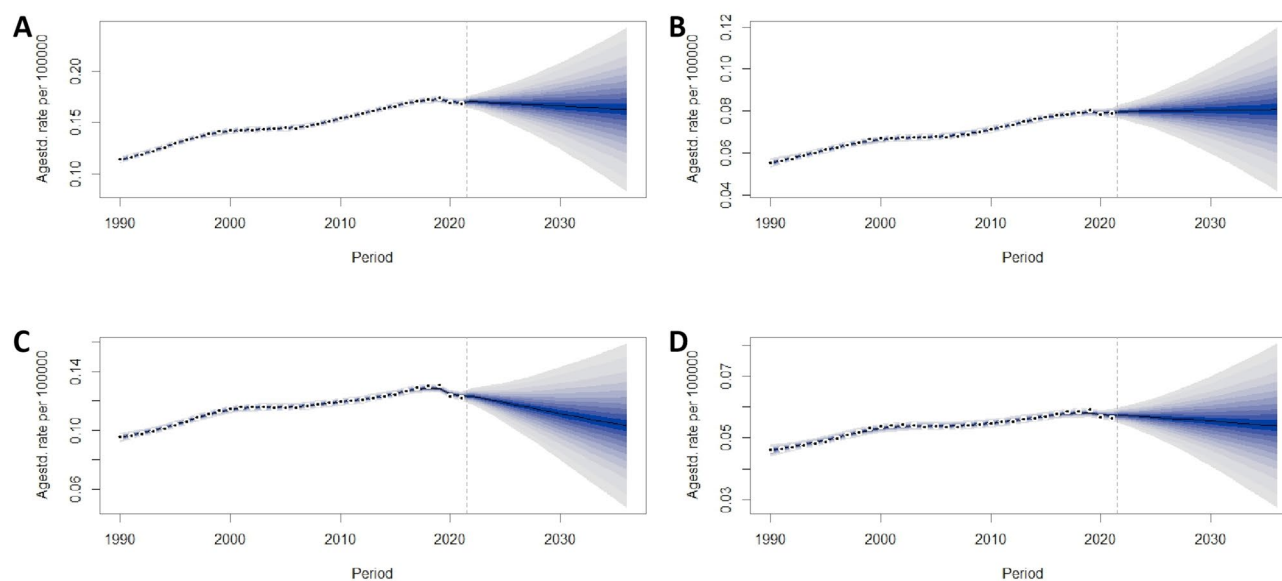 A
Agestd. rate per 100000
0.10 0.15 0.20
1990 2000 2010 2020 2030
Period
B
Agestd. rate per 100000
0.04 0.06 0.08 0.10 0.12
1990 2000 2010 2020 2030
Period
C
Agestd. rate per 100000
0.06 0.10 0.14
1990 2000 2010 2020 2030
Period
D
Agestd. rate per 100000
0.03 0.05 0.07
1990 2000 2010 2020 2030
Period